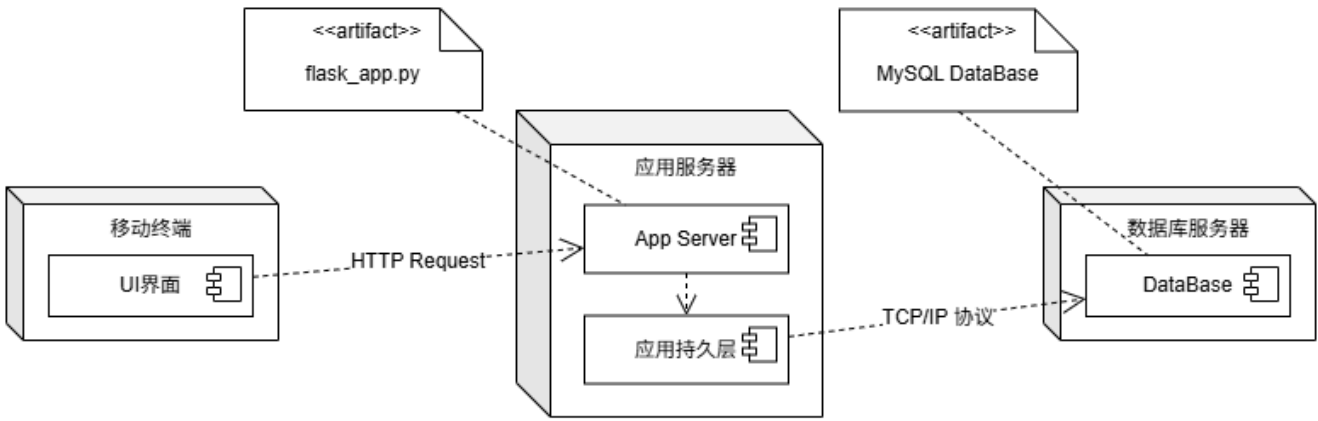 <<artifact>>
flask_app.py
<<artifact>>
MySQL DataBase
移动终端
UI界面
HTTP Request
应用服务器
App Server
应用持久层
TCP/IP 协议
数据库服务器
DataBase